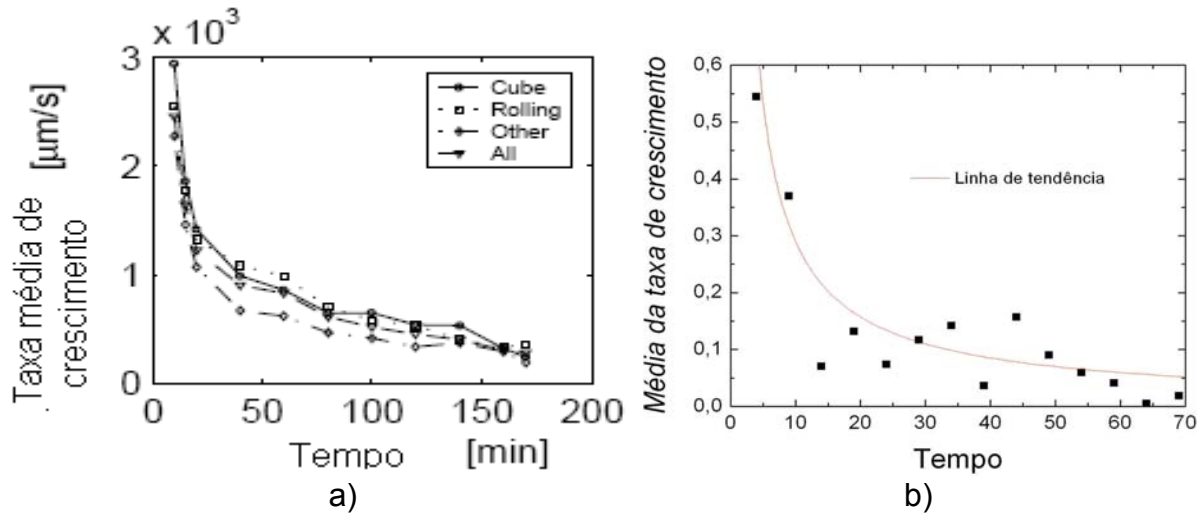 x 10³
3
2
1
0
0 50 100 150 200
Taxa média de
crescimento
[µm/s]
Tempo [min]
Cube
Rolling
Other
All
a)
0,6
0,5
0,4
0,3
0,2
0,1
0,0
0 10 20 30 40 50 60 70
Média da taxa de crescimento
Linha de tendência
Tempo
b)